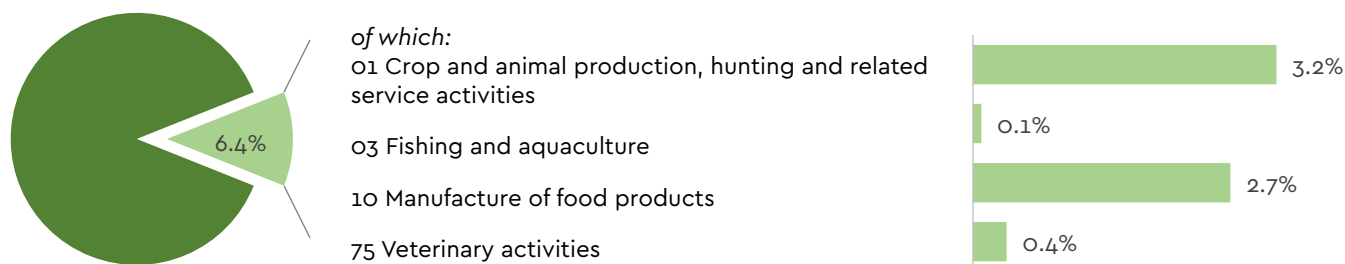 of which:
01 Crop and animal production, hunting and related
service activities
3.2%
0.1%
6.4%
03 Fishing and aquaculture
2.7%
10 Manufacture of food products
75 Veterinary activities
0.4%